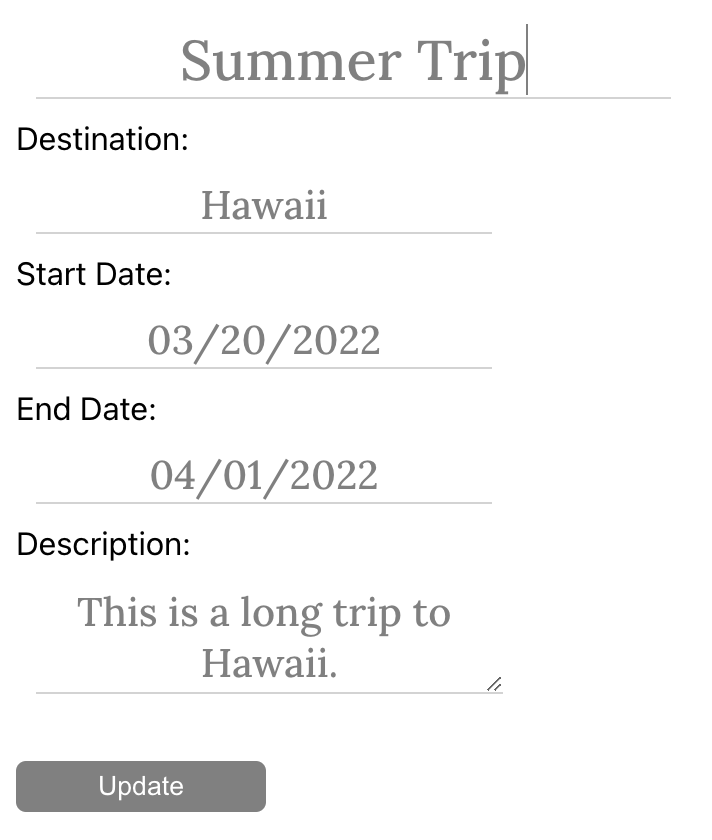 Summer Trip
Destination:
Hawaii
Start Date:
03/20/2022
End Date:
04/01/2022
Description:
This is a long trip to
Hawaii.
Update